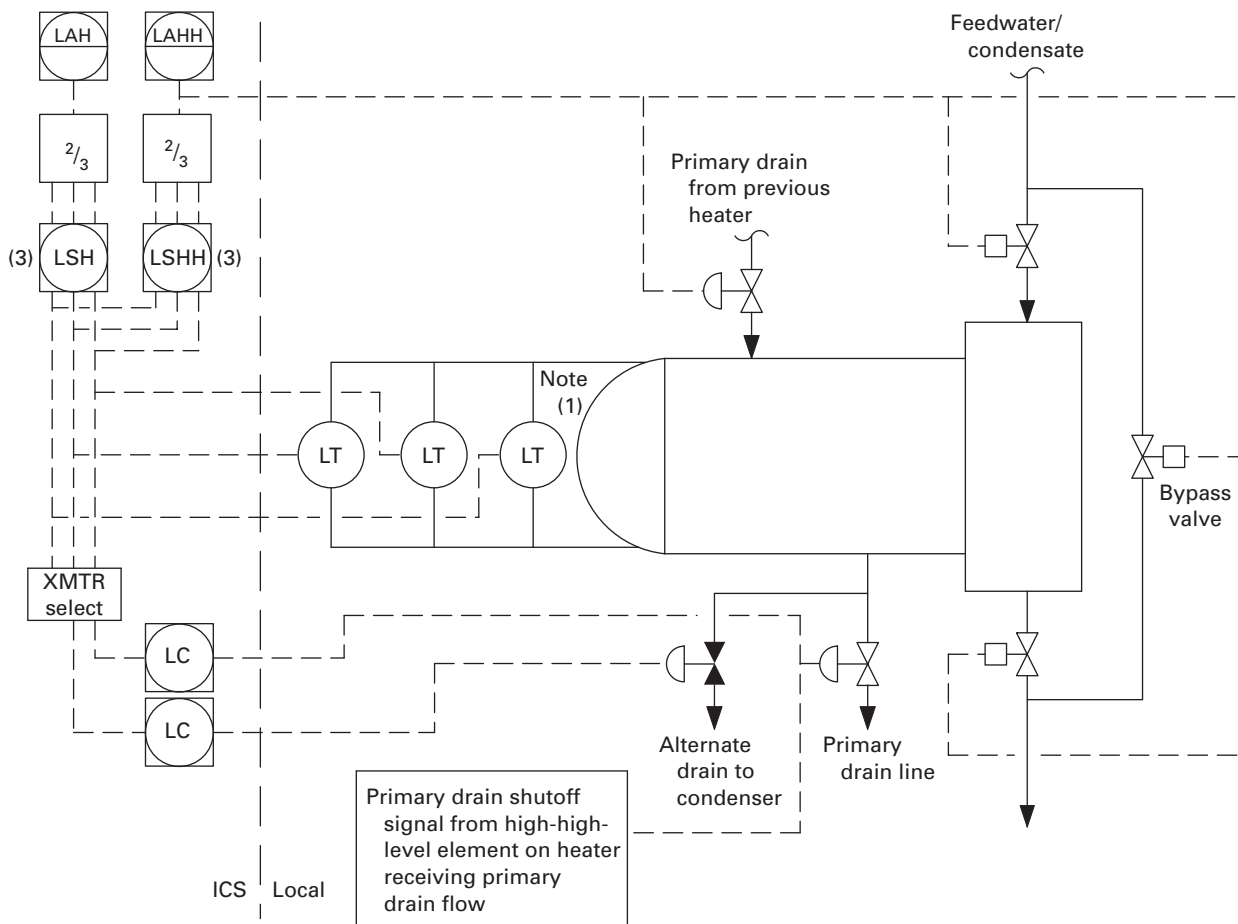 LAH
LAHH
Feedwater/
condensate
2/3
2/3
Primary drain
from previous
heater
(3)
LSH
LSHH
(3)
Note
(1)
LT
LT
LT
Bypass
valve
XMTR
select
LC
LC
Alternate
drain to
condenser
Primary
drain line
Primary drain shutoff
signal from high-high-
level element on heater
receiving primary
drain flow
ICS
Local